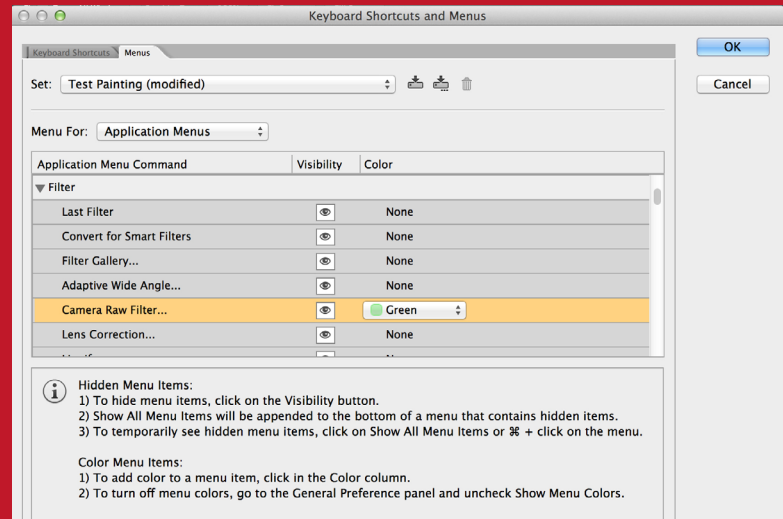 Keyboard Shortcuts and Menus
Keyboard Shortcuts Menus
OK
Set: Test Painting (modified)
Cancel
Menu For: Application Menus
Application Menu Command Visibility Color
Filter
Last Filter None
Convert for Smart Filters None
Filter Gallery... None
Adaptive Wide Angle... None
Camera Raw Filter... Green
Lens Correction... None
Hidden Menu Items:
1) To hide menu items, click on the Visibility button.
2) Show All Menu Items will be appended to the bottom of a menu that contains hidden items.
3) To temporarily see hidden menu items, click on Show All Menu Items or ⌘ + click on the menu.
Color Menu Items:
1) To add color to a menu item, click in the Color column.
2) To turn off menu colors, go to the General Preference panel and uncheck Show Menu Colors.